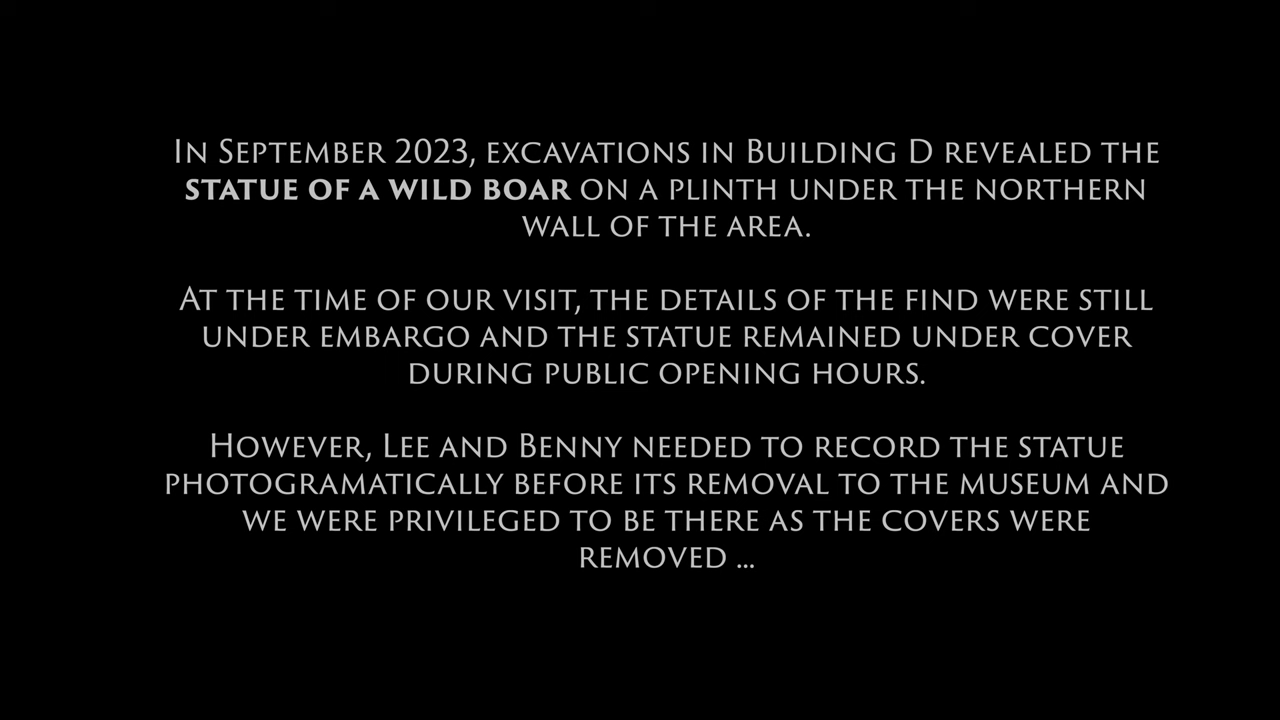 In September 2023, excavations in Building D revealed the
statue of a wild boar on a plinth under the northern
wall of the area.
At the time of our visit, the details of the find were still
under embargo and the statue remained under cover
during public opening hours.
However, Lee and Benny needed to record the statue
photogramatically before its removal to the museum and
we were privileged to be there as the covers were
removed ...